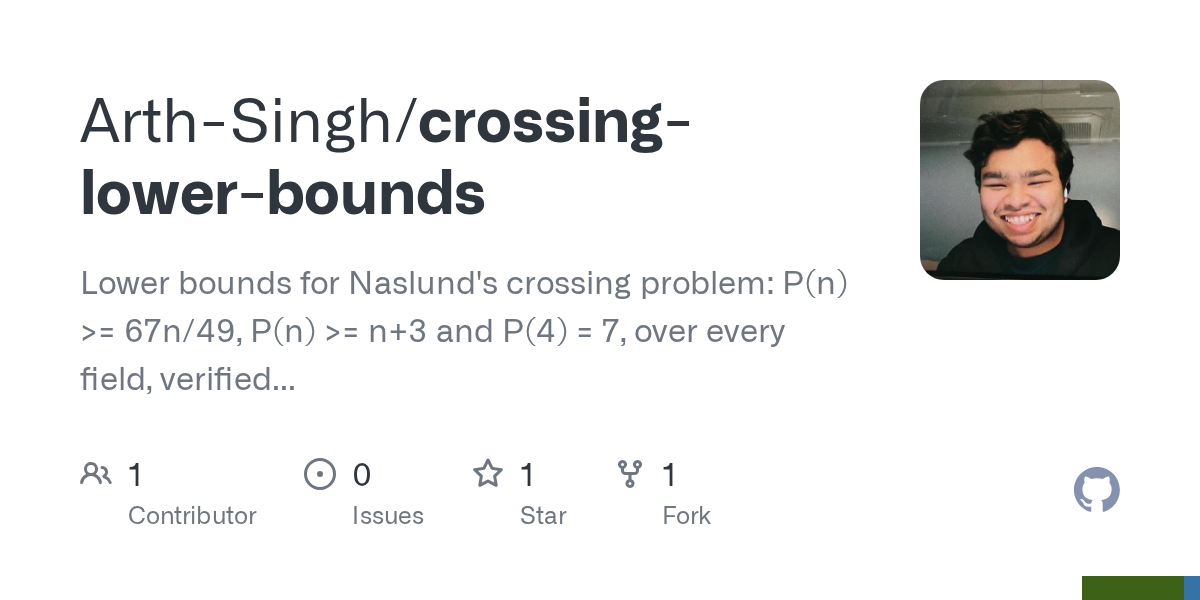 Arth-Singh/crossing-
lower-bounds
Lower bounds for Naslund's crossing problem: P(n)
>= 67n/49, P(n) >= n+3 and P(4) = 7, over every
field, verified...
1
Contributor
0
Issues
1
Star
1
Fork